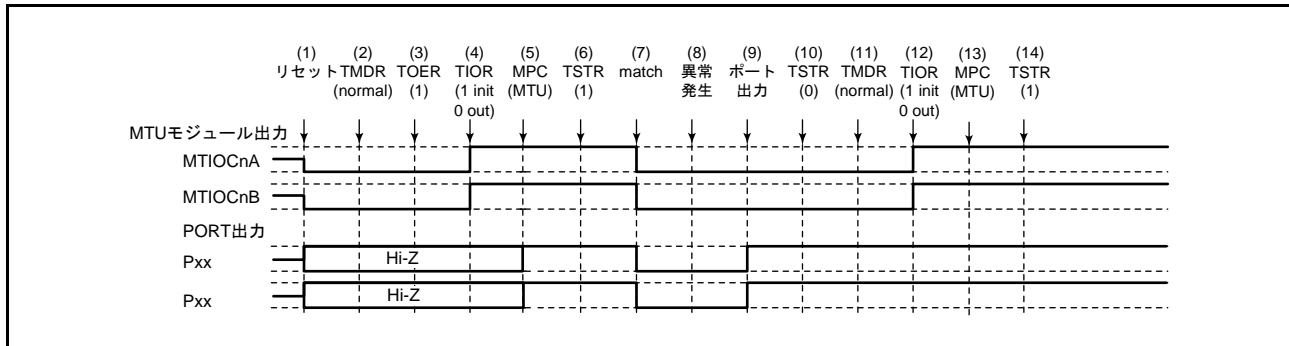 (1) (2) (3) (4) (5) (6) (7) (8) (9) (10) (11) (12) (13) (14)
リセット TMDR TOER TIOR MPC TSTR match 異常 ポート TSTR TMDR TIOR MPC TSTR
(normal) (1) (1 init (MTU) (1) 発生 出力 (0) (normal) (1 init (MTU) (1)
0 out) 0 out)
MTUモジュール出力
MTIOCnA
MTIOCnB
PORT出力
Pxx Hi-Z
Pxx Hi-Z